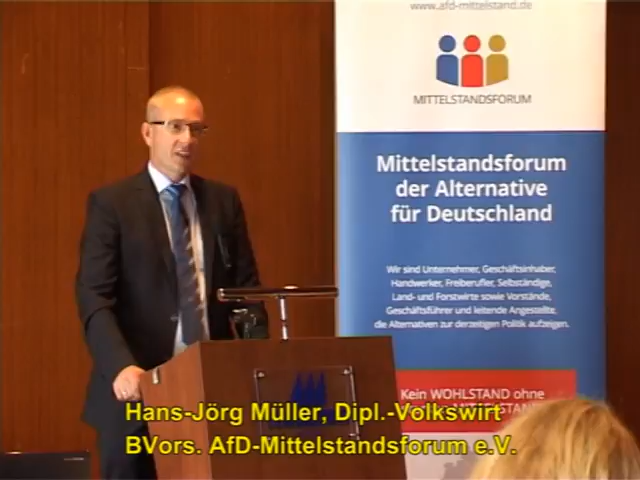 www.afd-mittelstand.de
MITTELSTANDSFORUM
Mittelstandsforum
der Alternative
für Deutschland
Wir sind Unternehmer, Geschäftsinhaber,
Handwerker, Freiberufler, Selbständige,
Land- und Forstwirte sowie Vorstände,
Geschäftsführer und leitende Angestellte,
die Alternativen zur derzeitigen Politik aufzeigen.
Kein WOHLSTAND ohne
MITTELSTAND
Hans-Jörg Müller, Dipl.-Volkswirt
BVors. AfD-Mittelstandsforum e.V.